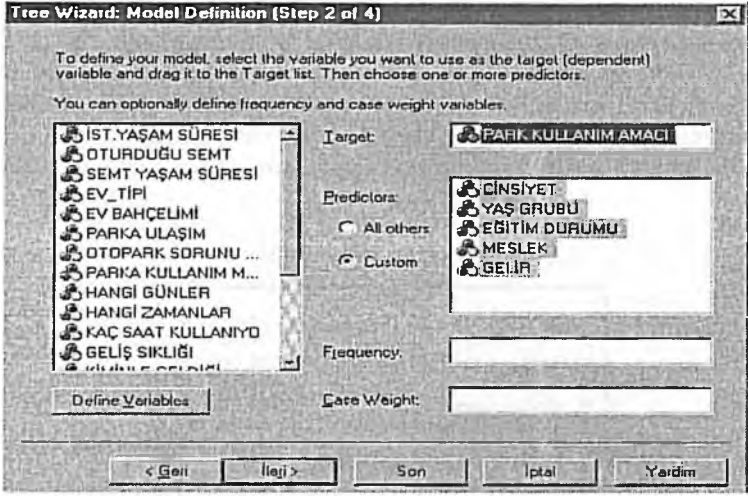 Tree Wizard: Model Definition (Step 2 of 4)
To define your model, select the variable you want to use as the target (dependent)
variable and drag it to the Target list. Then choose one or more predictors.
You can optionally define frequency and case weight variables.
İST.YAŞAM SÜRESİ
OTURDUĞU SEMT
SEMT YAŞAM SÜRESİ
EV_TİPİ
EV BAHÇELİMİ
PARKA ULAŞIM
OTOPARK SORUNU ...
PARKA KULLANIM M...
HANGİ GÜNLER
HANGİ ZAMANLAR
KAÇ SAAT KULLANIYO
GELİŞ SIKLIĞI
Define Variables
Target:
PARK KULLANIM AMACI
Predictors:
All others
Custom
CİNSİYET
YAŞ GRUBU
EĞİTİM DURUMU
MESLEK
GELİR
Frequency:
Case Weight:
< Geri
İleri >
Son
İptal
Yardim